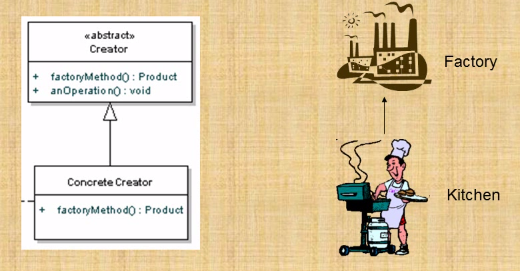 «abstract»
Creator
+ factoryMethod() : Product
+ anOperation() : void
Concrete Creator
+ factoryMethod() : Product
Factory
Kitchen